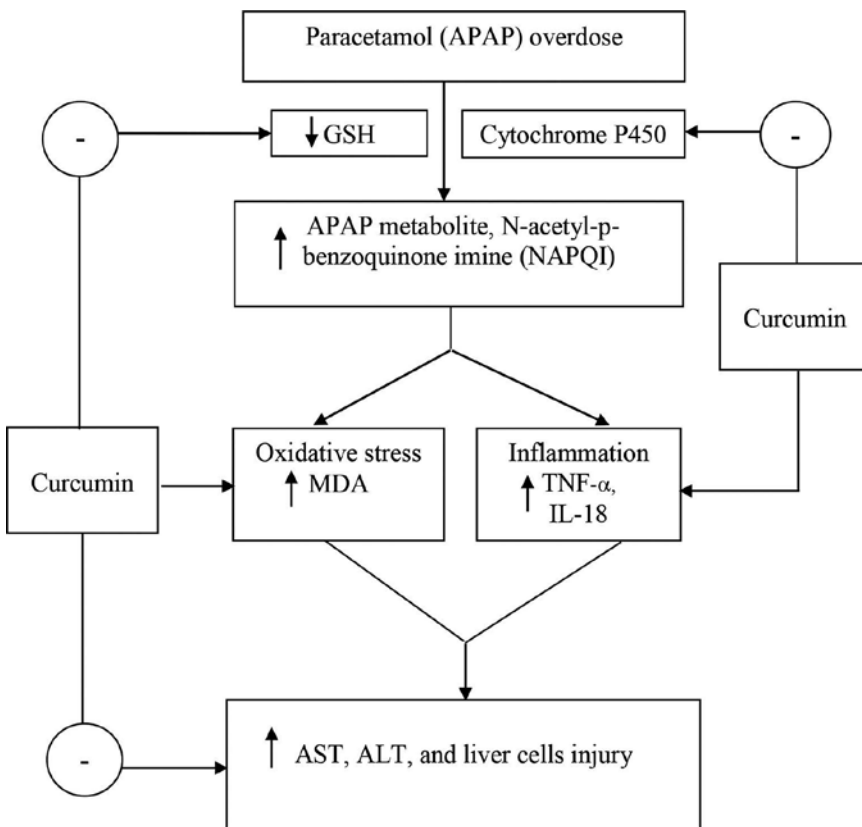 Paracetamol (APAP) overdose
-
↓ GSH
Cytochrome P450
-
↑ APAP metabolite, N-acetyl-p-
benzoquinone imine (NAPQI)
Curcumin
Curcumin
Oxidative stress
↑ MDA
Inflammation
↑ TNF-α,
IL-18
-
↑ AST, ALT, and liver cells injury